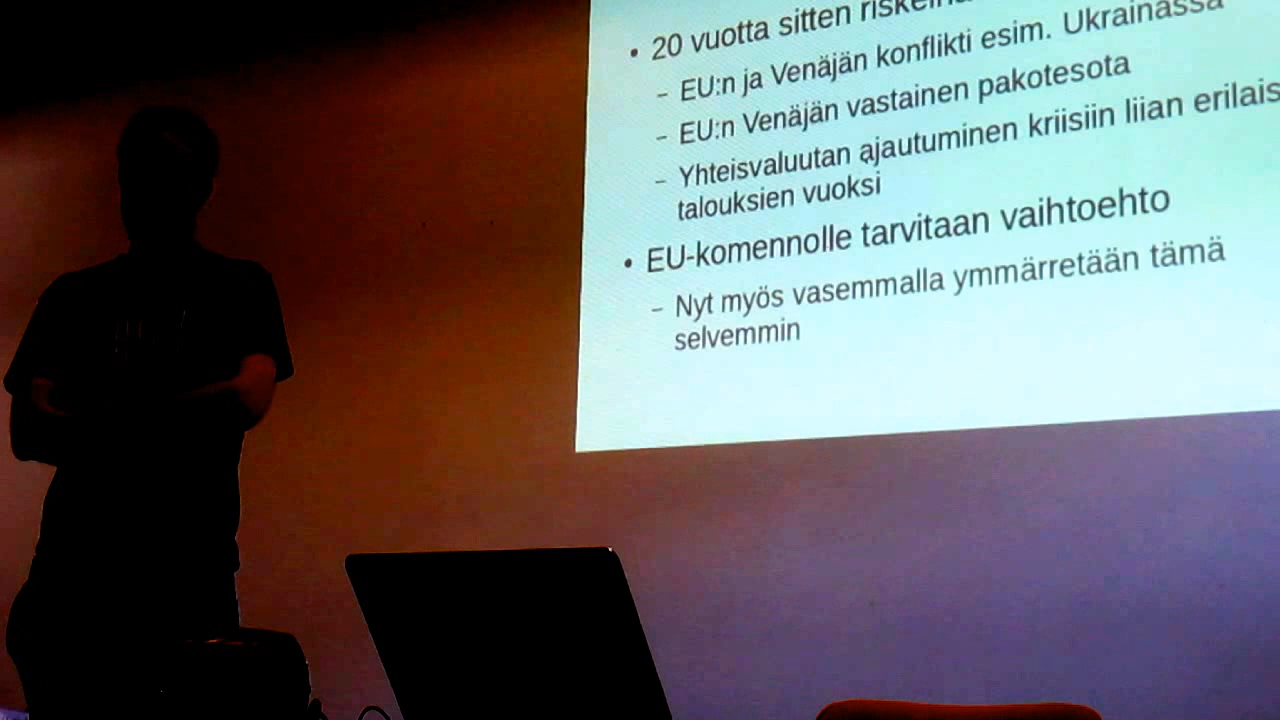 • 20 vuotta sitten
– EU:n ja Venäjän konflikti esim. Ukrainassa
– EU:n Venäjän vastainen pakotesota
– Yhteisvaluutan ajautuminen kriisiin liian
talouksien vuoksi
• EU-komennolle tarvitaan vaihtoehto
– Nyt myös vasemmalla ymmärretään tämä
selvemmin